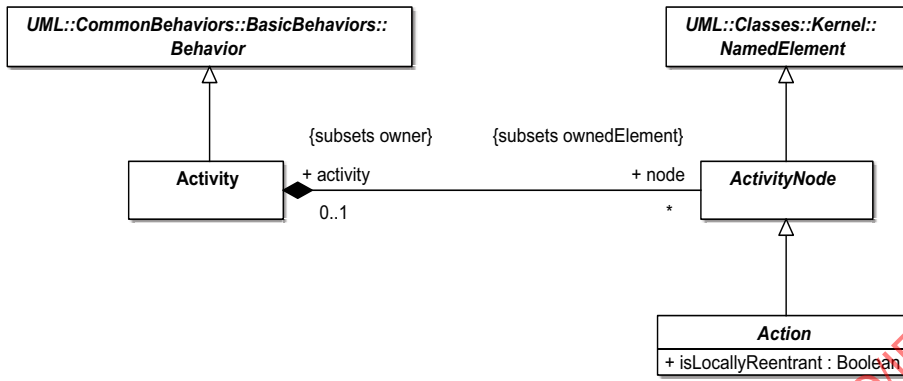 UML::CommonBehaviors::BasicBehaviors::
Behavior
UML::Classes::Kernel::
NamedElement
{subsets owner}
{subsets ownedElement}
Activity
+ activity
+ node
ActivityNode
0..1
*
Action
+ isLocallyReentrant : Boolean